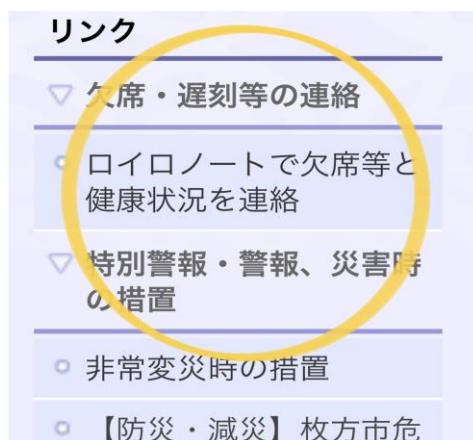 リンク
欠席・遅刻等の連絡
ロイロノートで欠席等と
健康状況を連絡
特別警報・警報、災害時
の措置
非常変災時の措置
【防災・減災】枚方市危